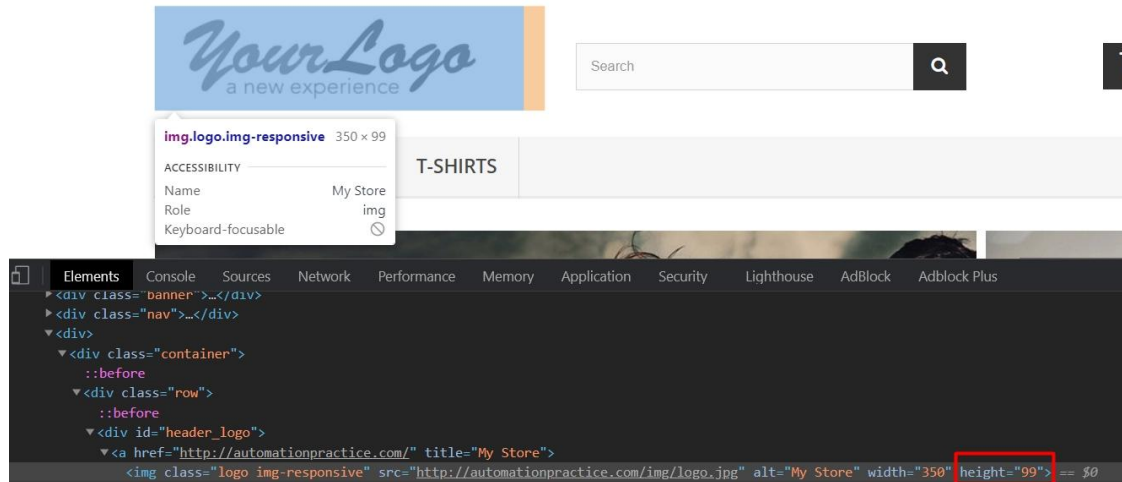 YourLogo
a new experience
Search
img.logo.img-responsive 350 × 99
ACCESSIBILITY
Name My Store
Role img
Keyboard-focusable
T-SHIRTS
Elements Console Sources Network Performance Memory Application Security Lighthouse AdBlock Adblock Plus
<div class="banner">…</div>
<div class="nav">…</div>
<div>
<div class="container">
::before
<div class="row">
::before
<div id="header_logo">
<a href="http://automationpractice.com/" title="My Store">
<img class="logo img-responsive" src="http://automationpractice.com/img/logo.jpg" alt="My Store" width="350" height="99"> == $0